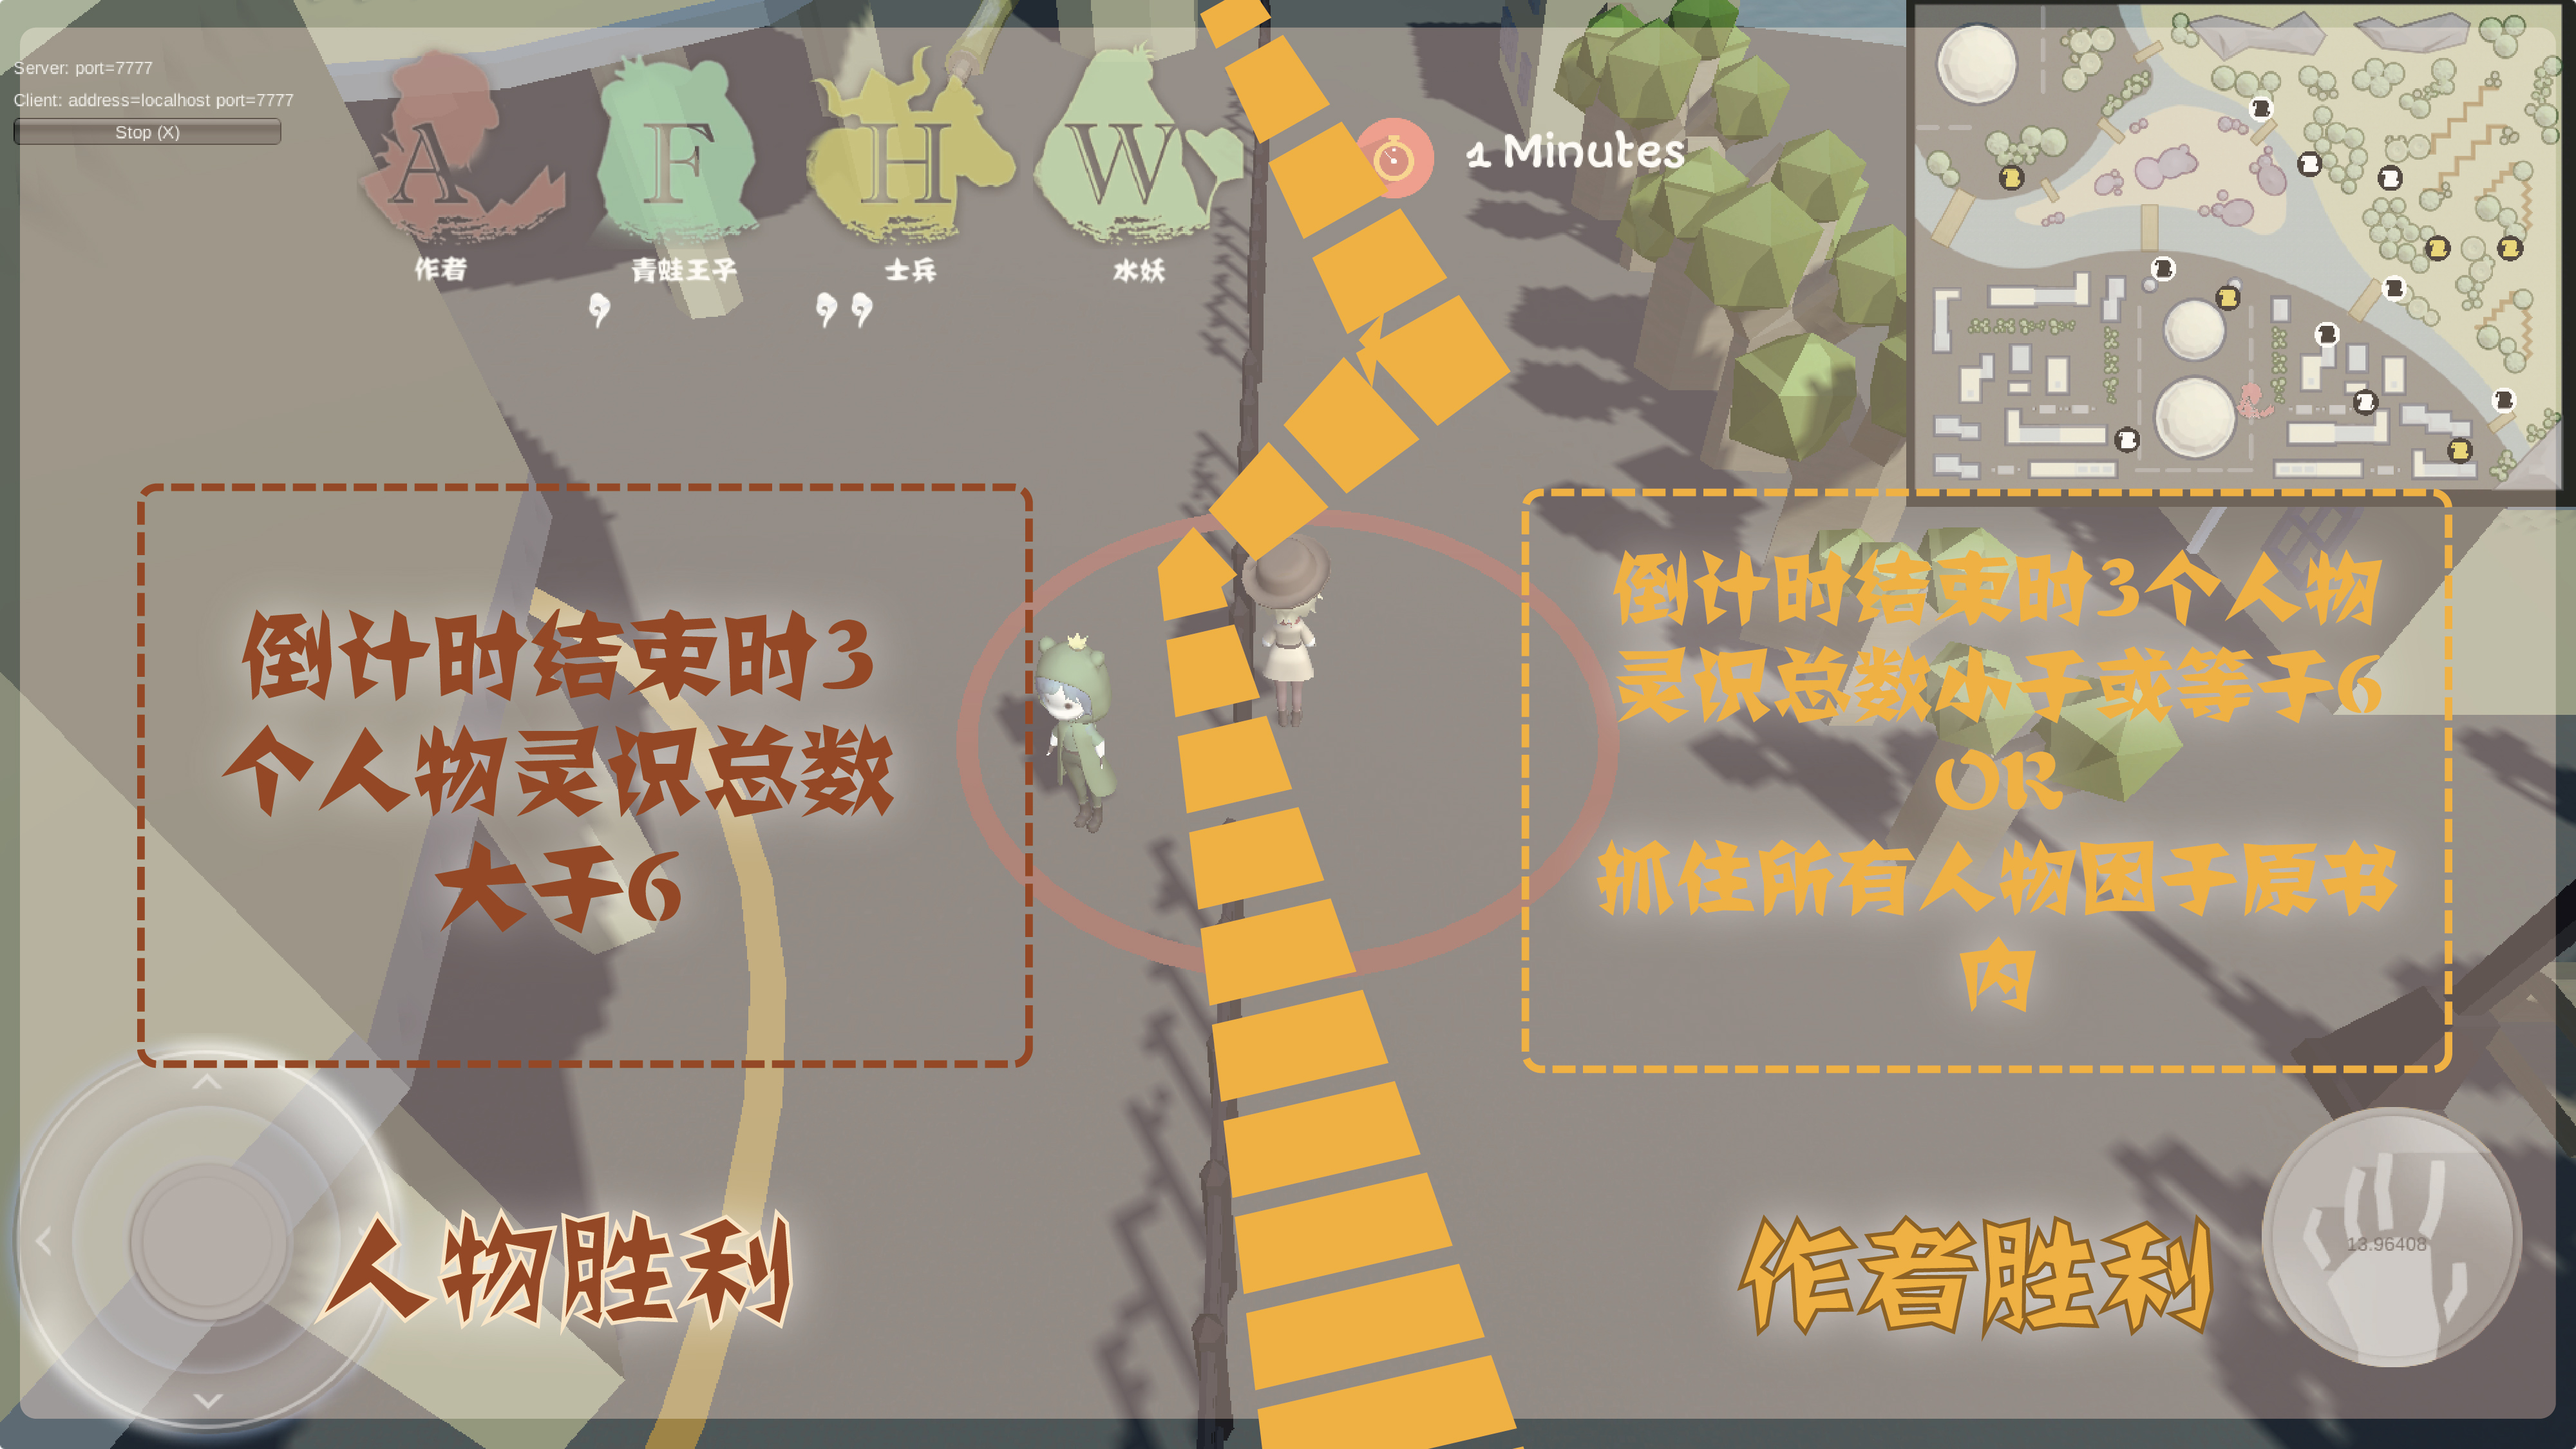 Server: port=7777
Client: address=localhost port=7777
Stop (X)
A
F
H
W
作者
青蛙王子
士兵
水妖
1 Minutes
倒计时结束时3
个人物灵识总数
大于6
倒计时结束时3个人物
灵识总数小于或等于6
OR
抓住所有人物困于原书
内
人物胜利
作者胜利
13.96408